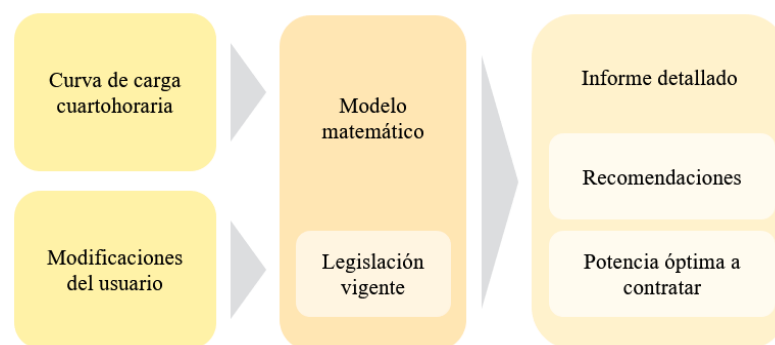 Curva de carga
cuartohoraria
Modificaciones
del usuario
Modelo
matemático
Legislación
vigente
Informe detallado
Recomendaciones
Potencia óptima a
contratar